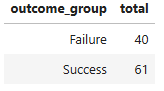 outcome_group total
Failure 40
Success 61